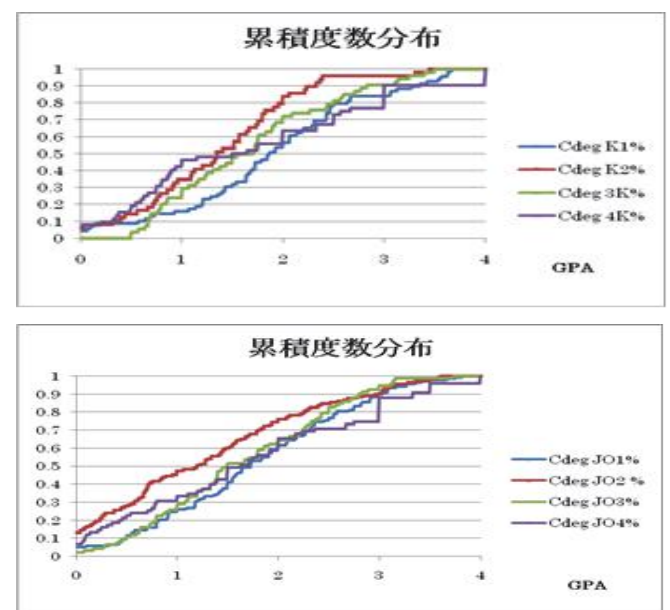 累積度数分布
1
0.9
0.8
0.7
0.6
0.5
0.4
0.3
0.2
0.1
0
0 1 2 3 4
GPA
Cdeg K1%
Cdeg K2%
Cdeg 3K%
Cdeg 4K%
累積度数分布
1
0.9
0.8
0.7
0.6
0.5
0.4
0.3
0.2
0.1
0
0 1 2 3 4
GPA
Cdeg JO1%
Cdeg JO2 %
Cdeg JO3%
Cdeg JO4%